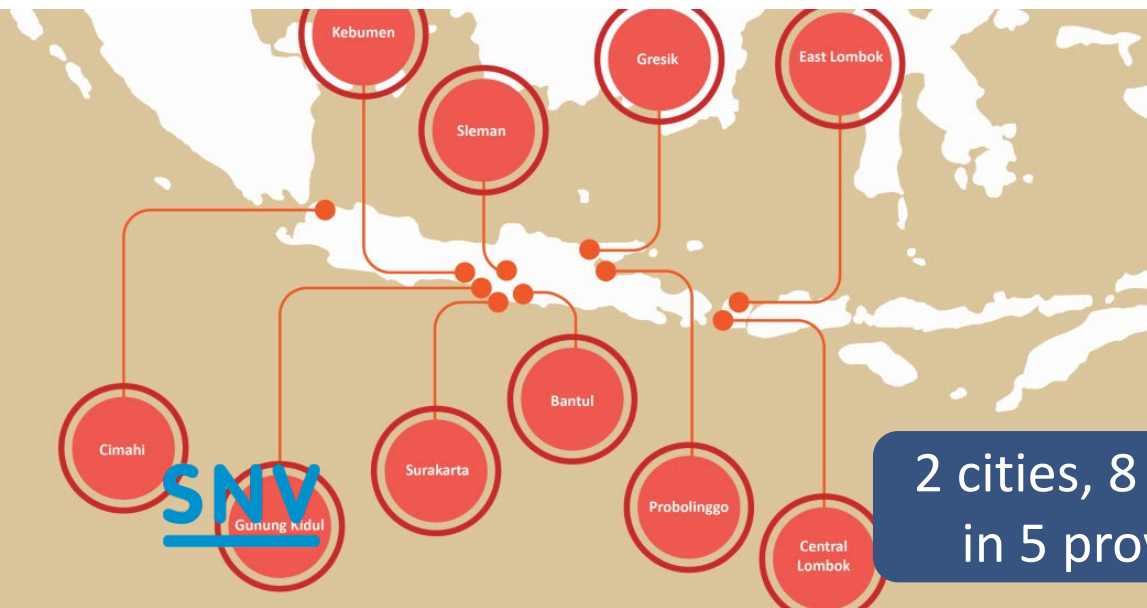 Kebumen
Gresik
East Lombok
Sleman
Bantul
Cimahi
Surakarta
SNV
Gunung Kidul
Probolinggo
Central
Lombok
2 cities, 8
in 5